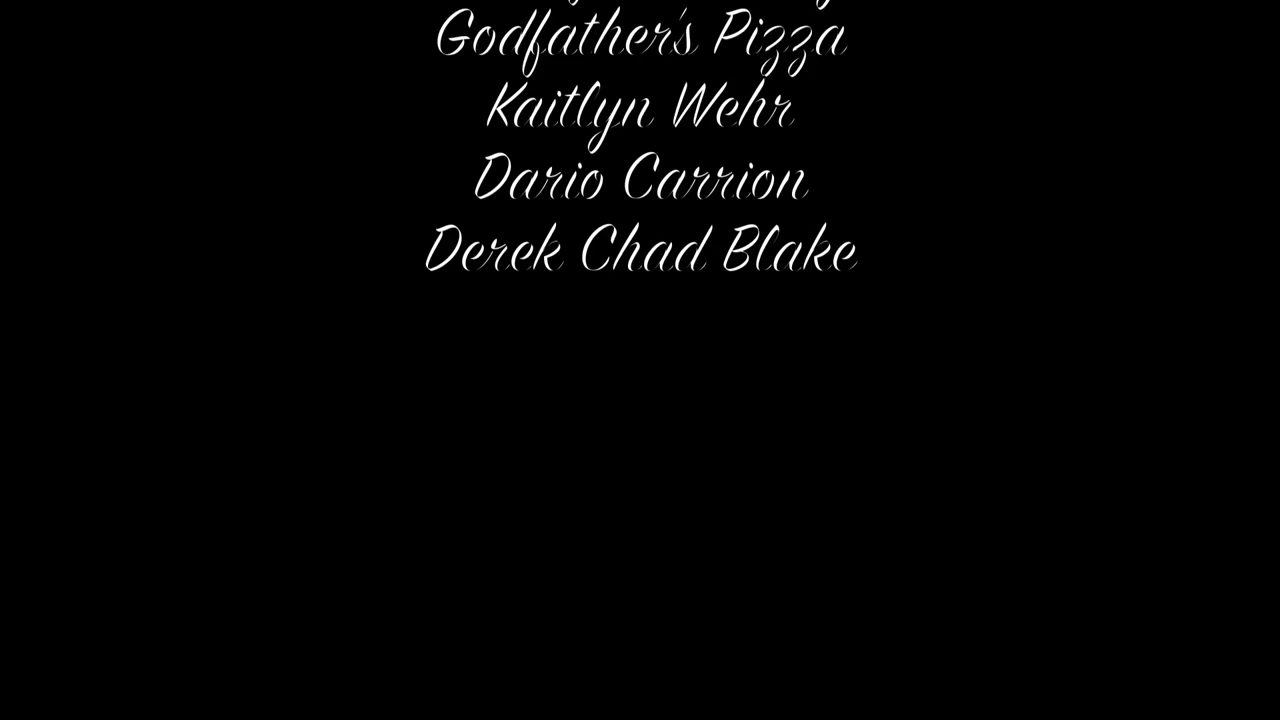 Godfather's Pizza
Kaitlyn Wehr
Dario Carrion
Derek Chad Blake